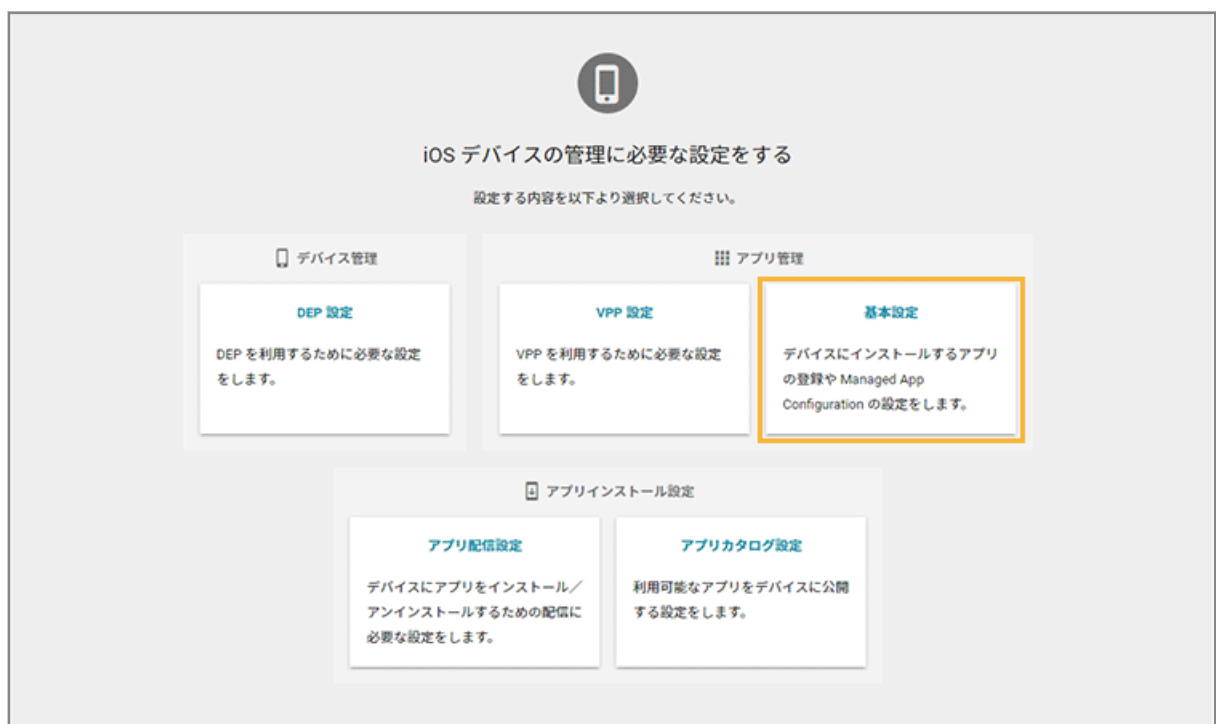 iOS デバイスの管理に必要な設定をする
設定する内容を以下より選択してください。
デバイス管理
DEP 設定
DEP を利用するために必要な設定
をします。
アプリ管理
VPP 設定
VPP を利用するために必要な設定
をします。
基本設定
デバイスにインストールするアプリ
の登録や Managed App
Configuration の設定をします。
アプリインストール設定
アプリ配信設定
デバイスにアプリをインストール／
アンインストールするための配信に
必要な設定をします。
アプリカタログ設定
利用可能なアプリをデバイスに公開
する設定をします。